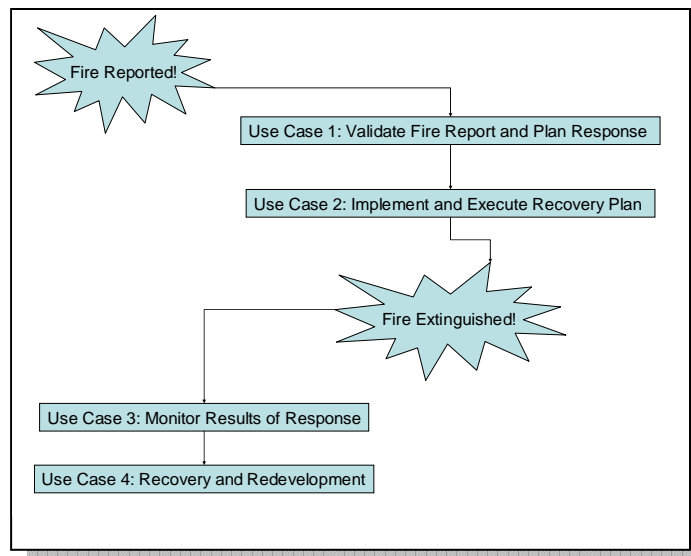 Fire Reported!
Use Case 1: Validate Fire Report and Plan Response
Use Case 2: Implement and Execute Recovery Plan
Fire Extinguished!
Use Case 3: Monitor Results of Response
Use Case 4: Recovery and Redevelopment